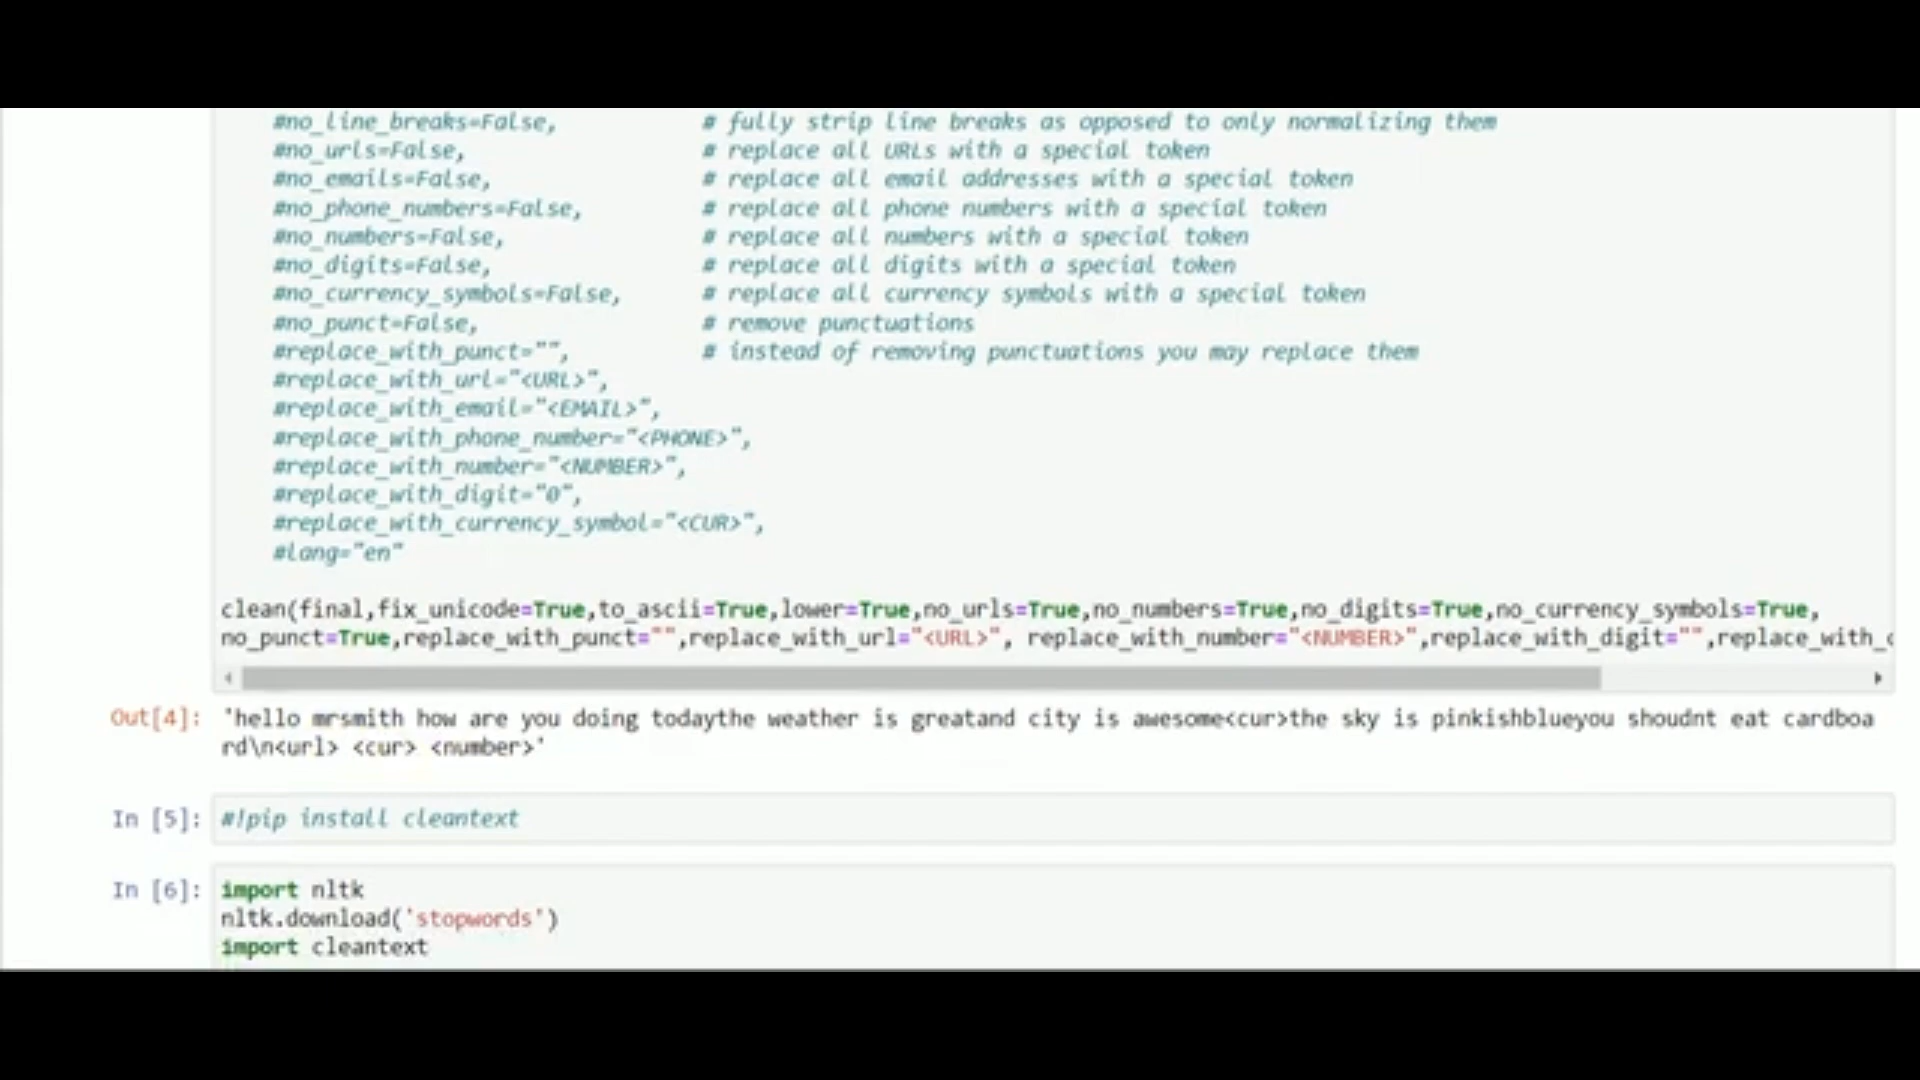 #no_line_breaks=False, # fully strip line breaks as opposed to only normalizing them
#no_urls=False, # replace all URLs with a special token
#no_emails=False, # replace all email addresses with a special token
#no_phone_numbers=False, # replace all phone numbers with a special token
#no_numbers=False, # replace all numbers with a special token
#no_digits=False, # replace all digits with a special token
#no_currency_symbols=False, # replace all currency symbols with a special token
#no_punct=False, # remove punctuations
#replace_with_punct="", # instead of removing punctuations you may replace them
#replace_with_url="<URL>",
#replace_with_email="<EMAIL>",
#replace_with_phone_number="<PHONE>",
#replace_with_number="<NUMBER>",
#replace_with_digit="0",
#replace_with_currency_symbol="<CUR>",
#lang="en"
clean(final,fix_unicode=True,to_ascii=True,lower=True,no_urls=True,no_numbers=True,no_digits=True,no_currency_symbols=True,
no_punct=True,replace_with_punct="",replace_with_url="<URL>", replace_with_number="<NUMBER>",replace_with_digit="",replace_with_c
Out[4]: 'hello mrsmith how are you doing todaythe weather is greatand city is awesome<cur>the sky is pinkishblueyou shoudnt eat cardboa
rd\n<url> <cur> <number>'
In [5]: #!pip install cleantext
In [6]: import nltk
nltk.download('stopwords')
import cleantext